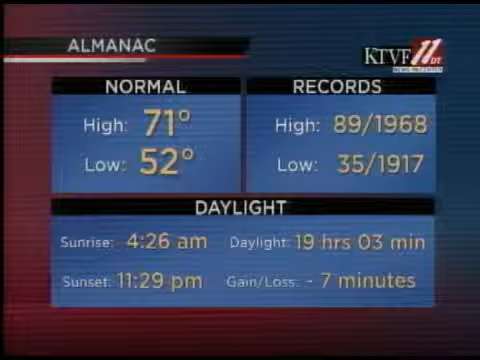 ALMANAC
KTVF 11 DT
NORMAL
High: 71°
Low: 52°
RECORDS
High: 89/1968
Low: 35/1917
DAYLIGHT
Sunrise: 4:26 am
Daylight: 19 hrs 03 min
Sunset: 11:29 pm
Gain/Loss: - 7 minutes